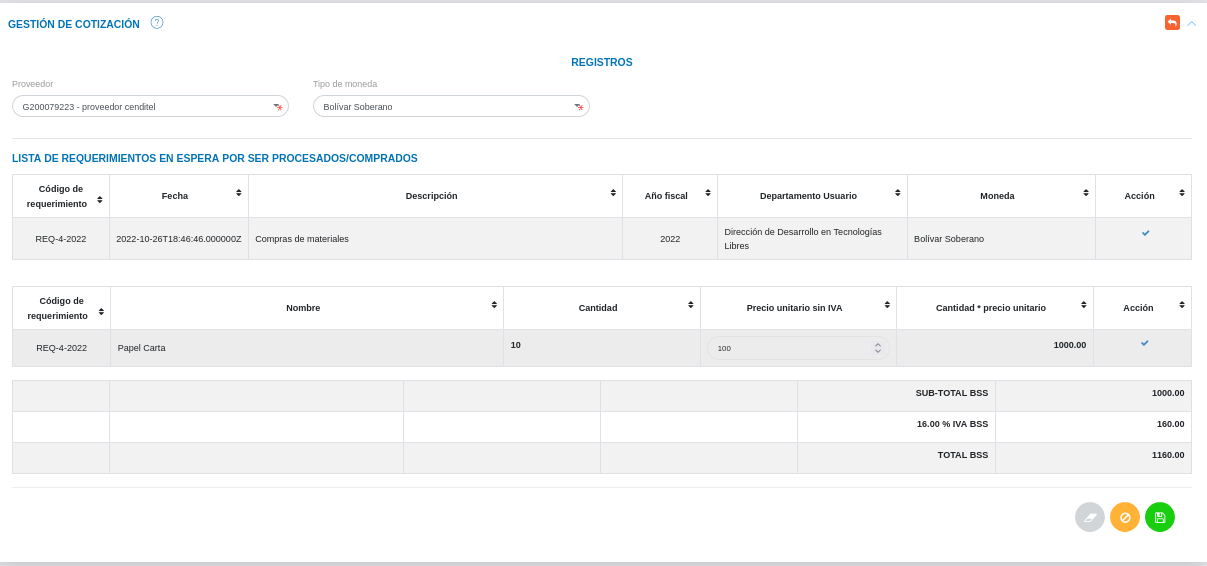 GESTIÓN DE COTIZACIÓN ?
REGISTROS
Proveedor Tipo de moneda
G200079223 - proveedor cenditel Bolívar Soberano
LISTA DE REQUERIMIENTOS EN ESPERA POR SER PROCESADOS/COMPRADOS
Código de requerimiento Fecha Descripción Año fiscal Departamento Usuario Moneda Acción
REQ-4-2022 2022-10-26T18:46:46.000000Z Compras de materiales 2022 Dirección de Desarrollo en Tecnologías Libres Bolívar Soberano
Código de requerimiento Nombre Cantidad Precio unitario sin IVA Cantidad * precio unitario Acción
REQ-4-2022 Papel Carta 10 100 1000.00
SUB-TOTAL BSS 1000.00
16.00 % IVA BSS 160.00
TOTAL BSS 1160.00